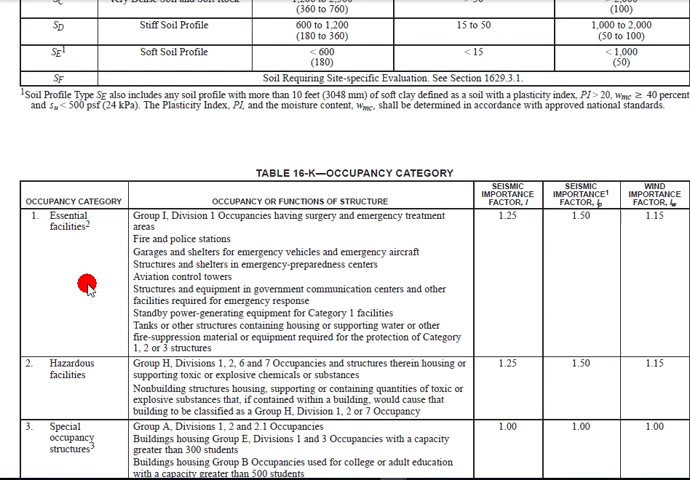 (360 to 760)
(100)
SD Stiff Soil Profile 600 to 1,200 15 to 50 1,000 to 2,000
(180 to 360) (50 to 100)
SE1 Soft Soil Profile < 600 < 15 < 1,000
(180) (50)
SF Soil Requiring Site-specific Evaluation. See Section 1629.3.1.
1Soil Profile Type SE also includes any soil profile with more than 10 feet (3048 mm) of soft clay defined as a soil with a plasticity index, PI > 20, wmc ≥ 40 percent
and su < 500 psf (24 kPa). The Plasticity Index, PI, and the moisture content, wmc, shall be determined in accordance with approved national standards.
TABLE 16-K—OCCUPANCY CATEGORY
OCCUPANCY CATEGORY OCCUPANCY OR FUNCTIONS OF STRUCTURE SEISMIC IMPORTANCE FACTOR, I SEISMIC IMPORTANCE1 FACTOR, Ip WIND IMPORTANCE FACTOR, Iw
1. Essential facilities2 Group I, Division 1 Occupancies having surgery and emergency treatment 1.25 1.50 1.15
areas
Fire and police stations
Garages and shelters for emergency vehicles and emergency aircraft
Structures and shelters in emergency-preparedness centers
Aviation control towers
Structures and equipment in government communication centers and other
facilities required for emergency response
Standby power-generating equipment for Category 1 facilities
Tanks or other structures containing housing or supporting water or other
fire-suppression material or equipment required for the protection of Category
1, 2 or 3 structures
2. Hazardous facilities Group H, Divisions 1, 2, 6 and 7 Occupancies and structures therein housing or 1.25 1.50 1.15
supporting toxic or explosive chemicals or substances
Nonbuilding structures housing, supporting or containing quantities of toxic or
explosive substances that, if contained within a building, would cause that
building to be classified as a Group H, Division 1, 2 or 7 Occupancy
3. Special occupancy structures3 Group A, Divisions 1, 2 and 2.1 Occupancies 1.00 1.00 1.00
Buildings housing Group E, Divisions 1 and 3 Occupancies with a capacity
greater than 300 students
Buildings housing Group B Occupancies used for college or adult education
with a capacity greater than 500 students